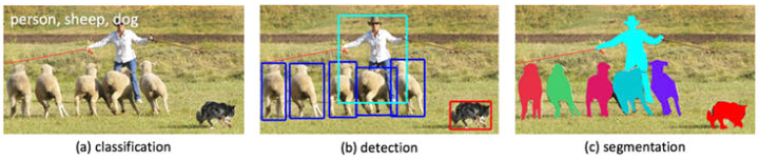 person, sheep, dog
(a) classification
(b) detection
(c) segmentation